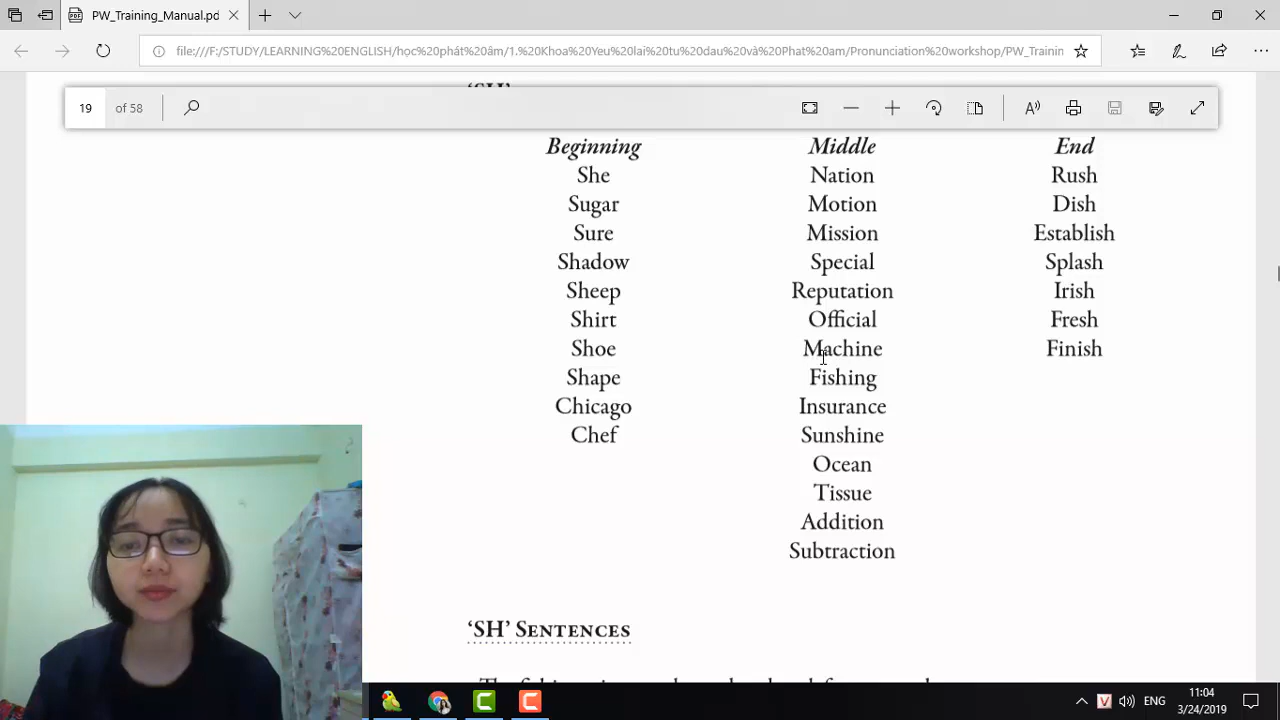 PW_Training_Manual.pd
file:///F:/STUDY/LEARNING%20ENGLISH/học%20phát%20âm/1.%20Khoa%20Yeu%20lai%20tu%20dau%20và%20Phat%20am/Pronunciation%20workshop/PW_Trainin
'SH'
19 of 58
Beginning Middle End
She Nation Rush
Sugar Motion Dish
Sure Mission Establish
Shadow Special Splash
Sheep Reputation Irish
Shirt Official Fresh
Shoe Machine Finish
Shape Fishing
Chicago Insurance
Chef Sunshine
Ocean
Tissue
Addition
Subtraction
'SH' SENTENCES
V ENG 11:04
3/24/2019